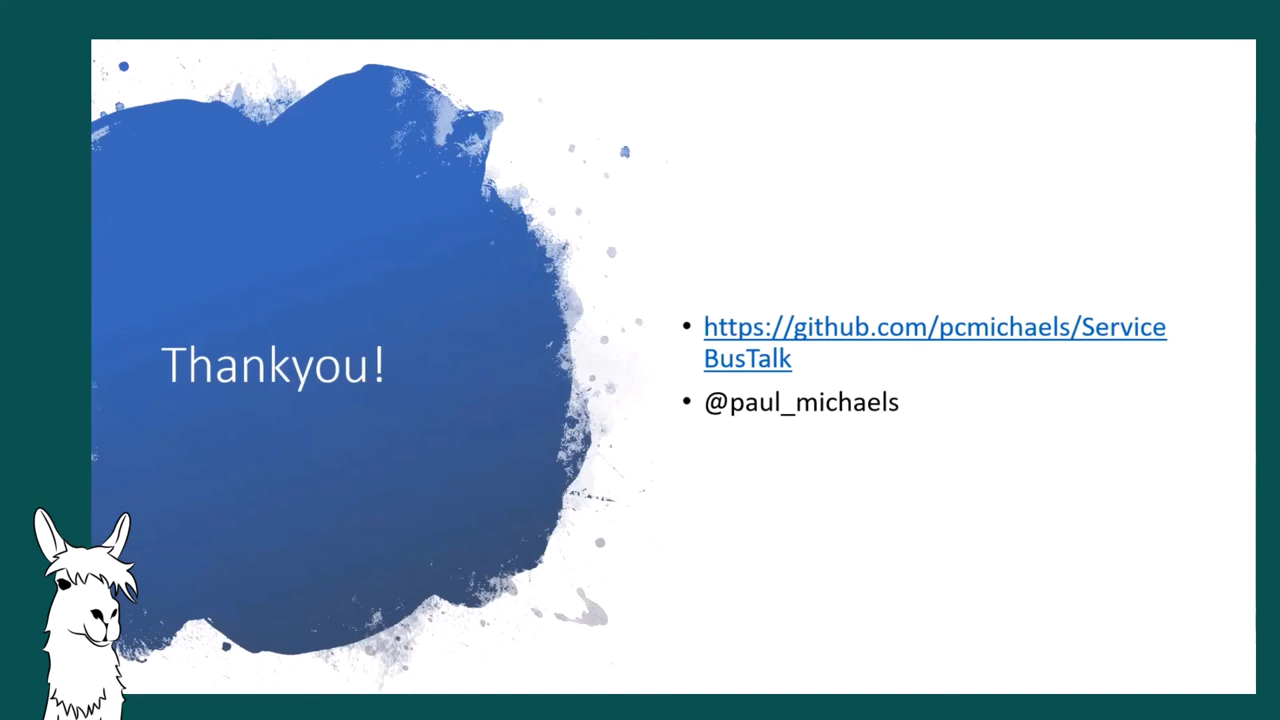 Thankyou!
• https://github.com/pcmichaels/Service
BusTalk
• @paul_michaels